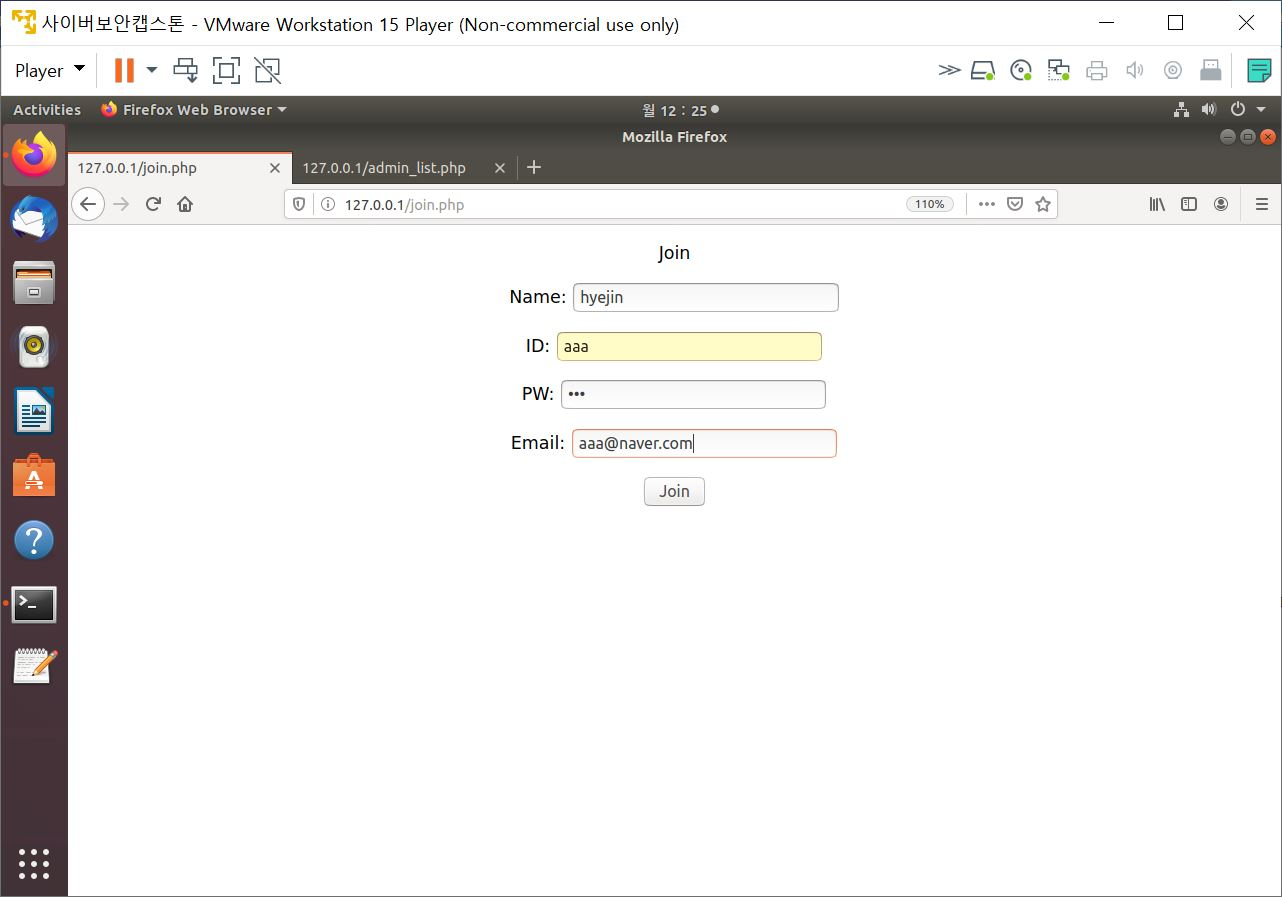 사이버보안캡스톤 - VMware Workstation 15 Player (Non-commercial use only)
Player
Activities Firefox Web Browser 월 12 : 25
Mozilla Firefox
127.0.0.1/join.php 127.0.0.1/admin_list.php
127.0.0.1/join.php 110%
Join
Name: hyejin
ID: aaa
PW: •••
Email: aaa@naver.com
Join